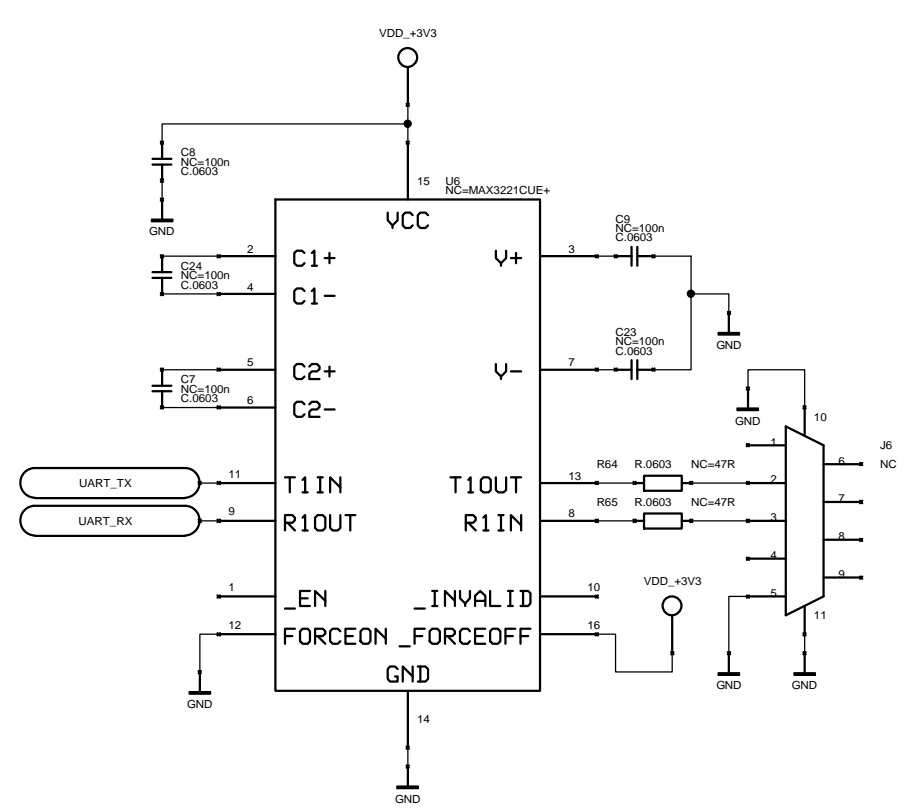 VDD_+3V3
C8
NC=100n
C.0603
GND
15
U6
NC=MAX3221CUE+
VCC
2
C1+
C24
NC=100n
C.0603
4
C1-
V+
3
C9
NC=100n
C.0603
GND
5
C2+
C7
NC=100n
C.0603
6
C2-
V-
7
C23
NC=100n
C.0603
GND
10
UART_TX
11
T1IN
T1OUT
13
R64
R.0603
NC=47R
UART_RX
9
R1OUT
R1IN
8
R65
R.0603
NC=47R
J6
NC
1
2
3
4
5
6
7
8
9
11
1
_EN
_INVALID
10
VDD_+3V3
12
FORCEON
_FORCEOFF
16
GND
GND
GND
GND
14
GND